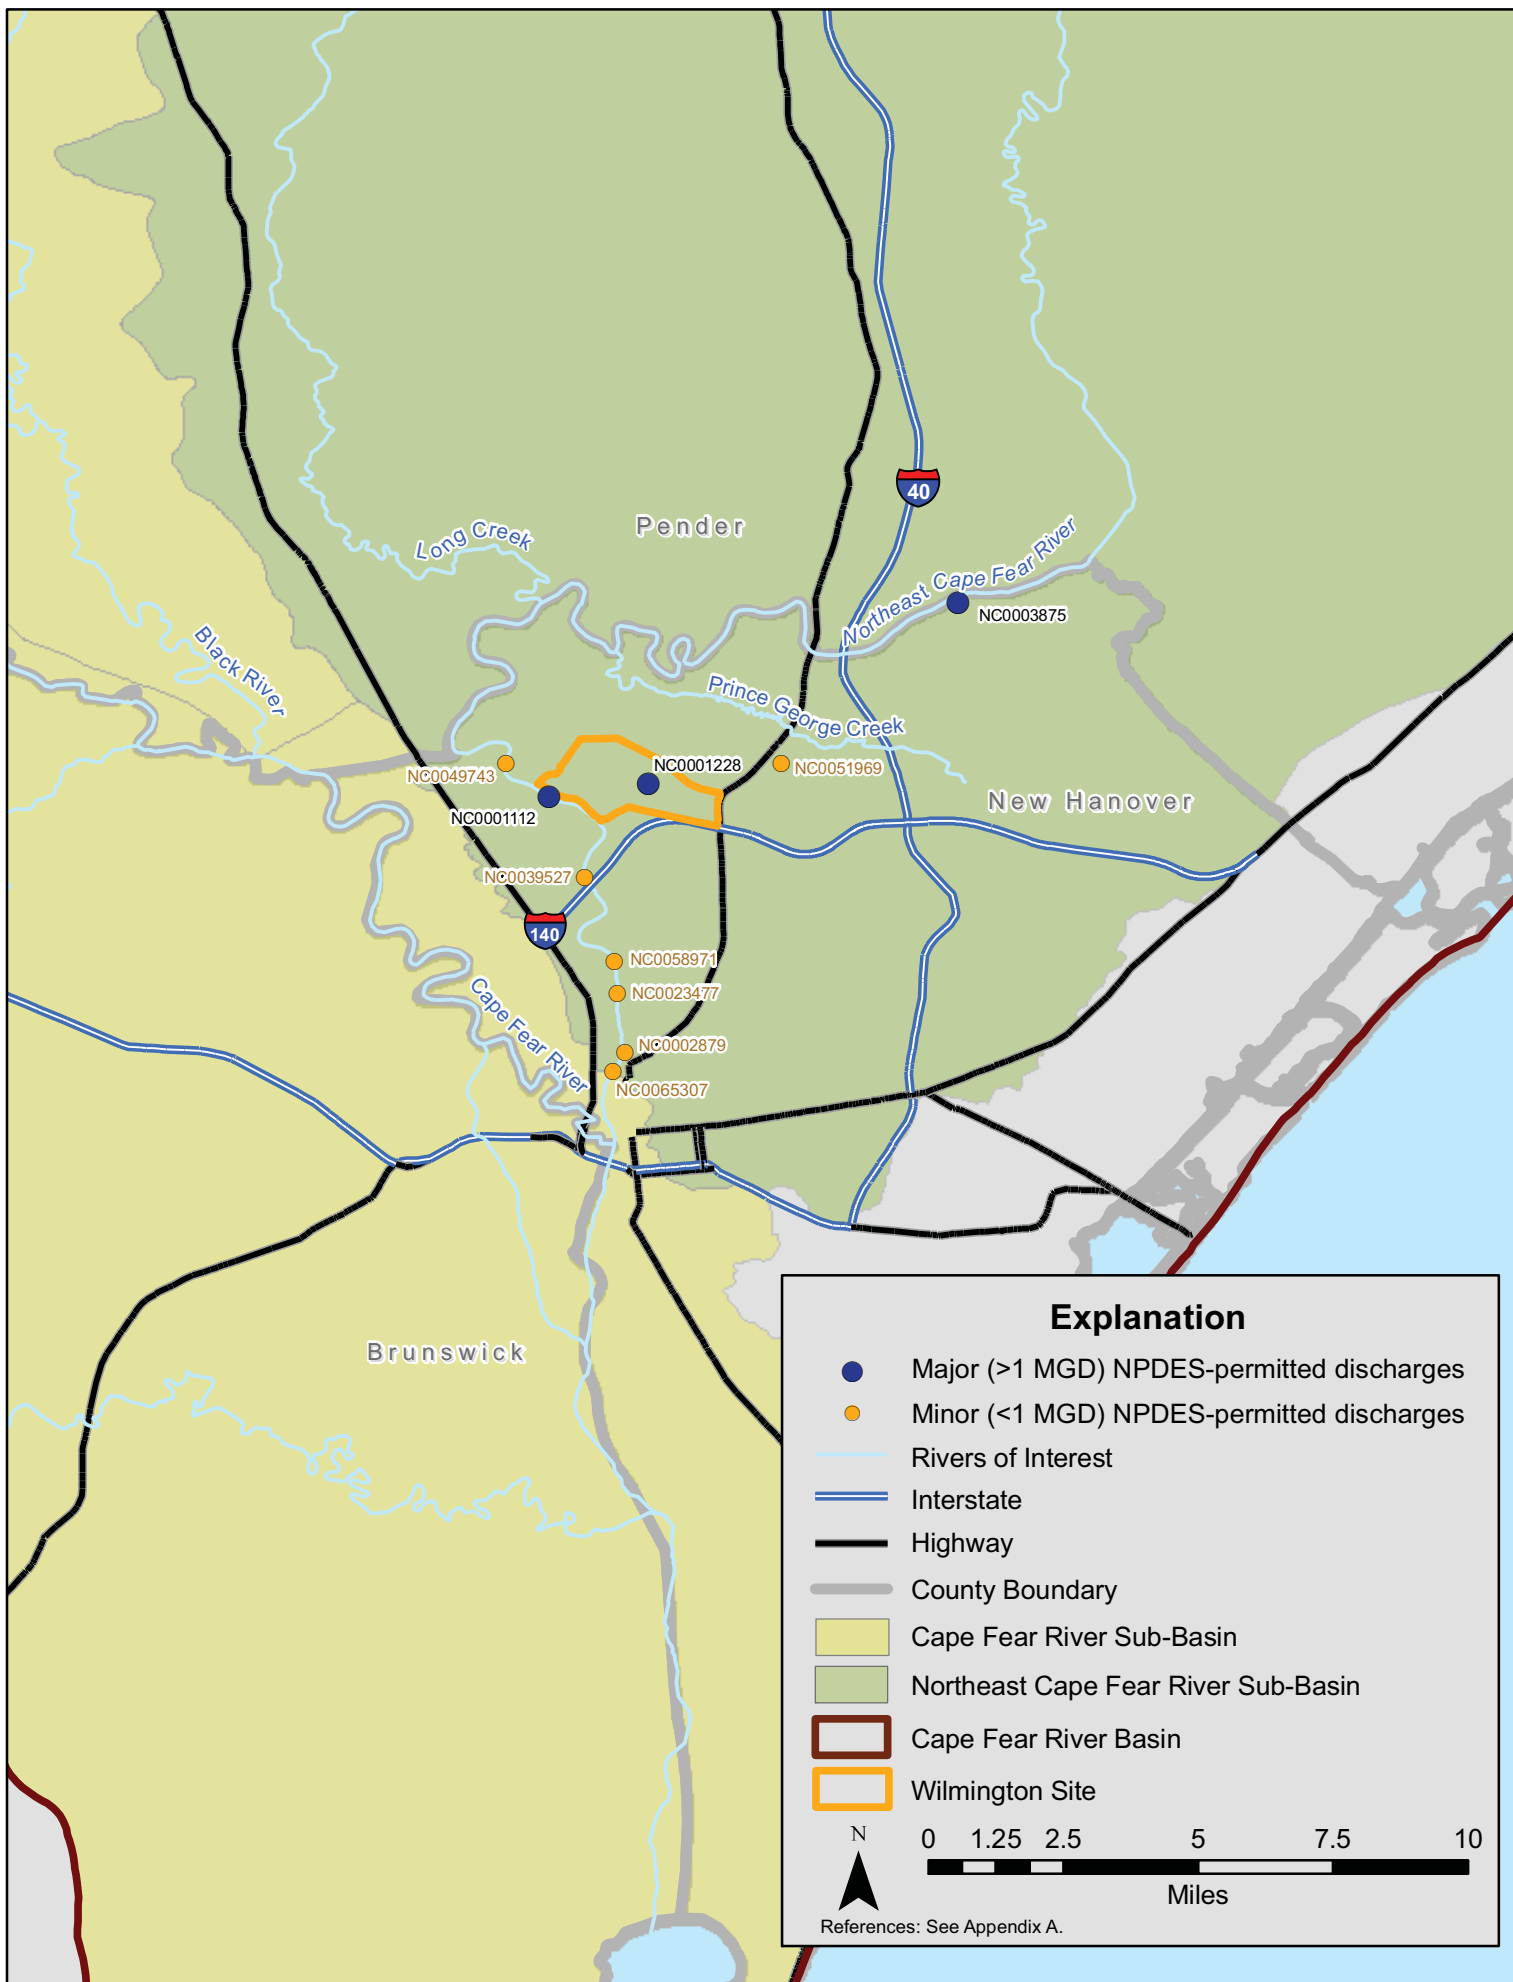 40
Pender
Long Creek
Northeast Cape Fear River
NC0003875
Black River
Prince George Creek
NC0001228
NC0051969
NC0049743
New Hanover
NC0001112
NC0039527
140
NC0058971
NC0023477
Cape Fear River
NC0002879
NC0065307
Brunswick
Explanation
Major (>1 MGD) NPDES-permitted discharges
Minor (<1 MGD) NPDES-permitted discharges
Rivers of Interest
Interstate
Highway
County Boundary
Cape Fear River Sub-Basin
Northeast Cape Fear River Sub-Basin
Cape Fear River Basin
Wilmington Site
N
0 1.25 2.5 5 7.5 10
Miles
References: See Appendix A.